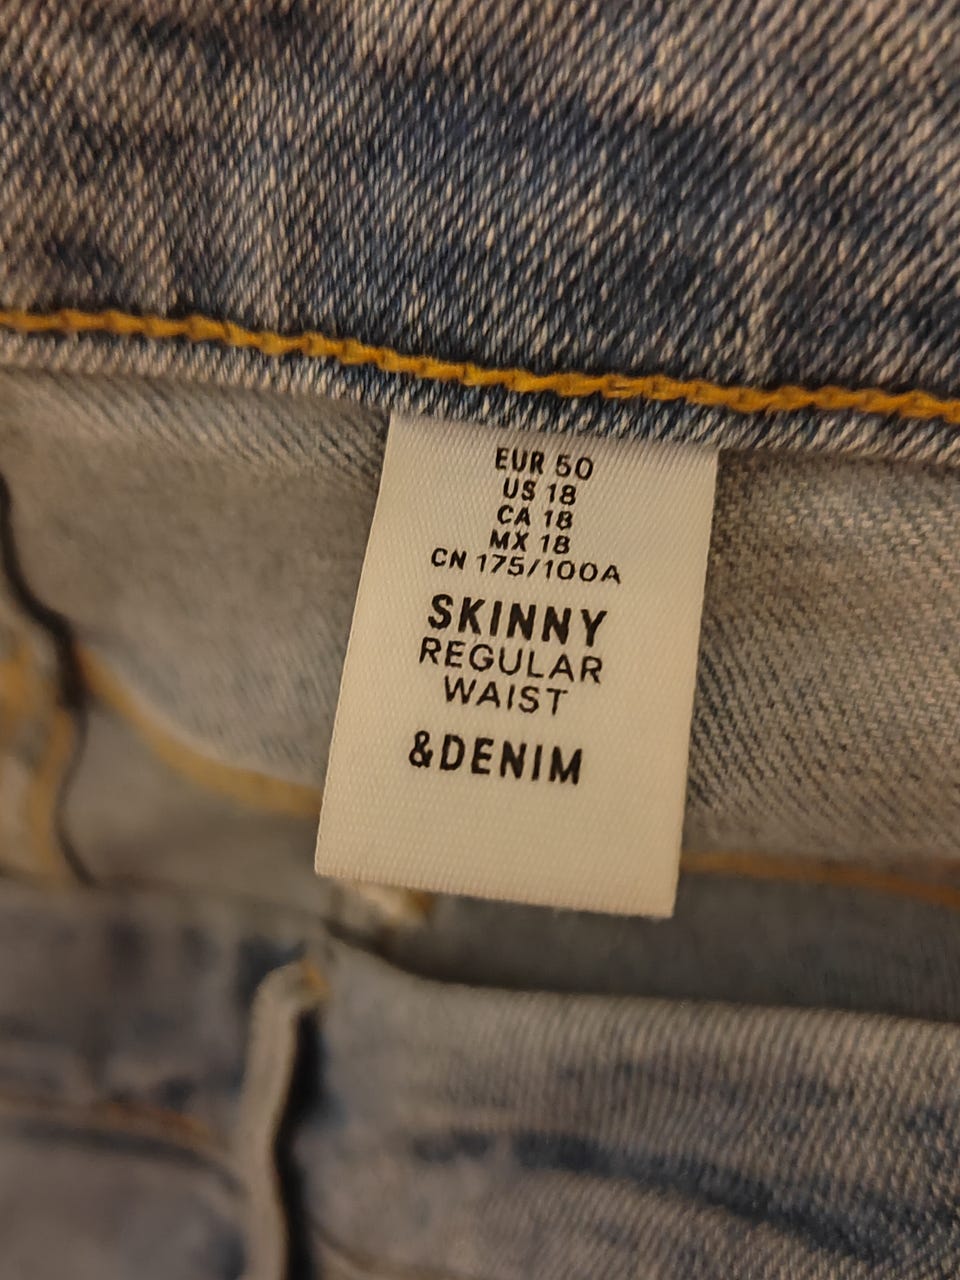 EUR 50
US 18
CA 18
MX 18
CN 175/100A
SKINNY
REGULAR
WAIST
&DENIM